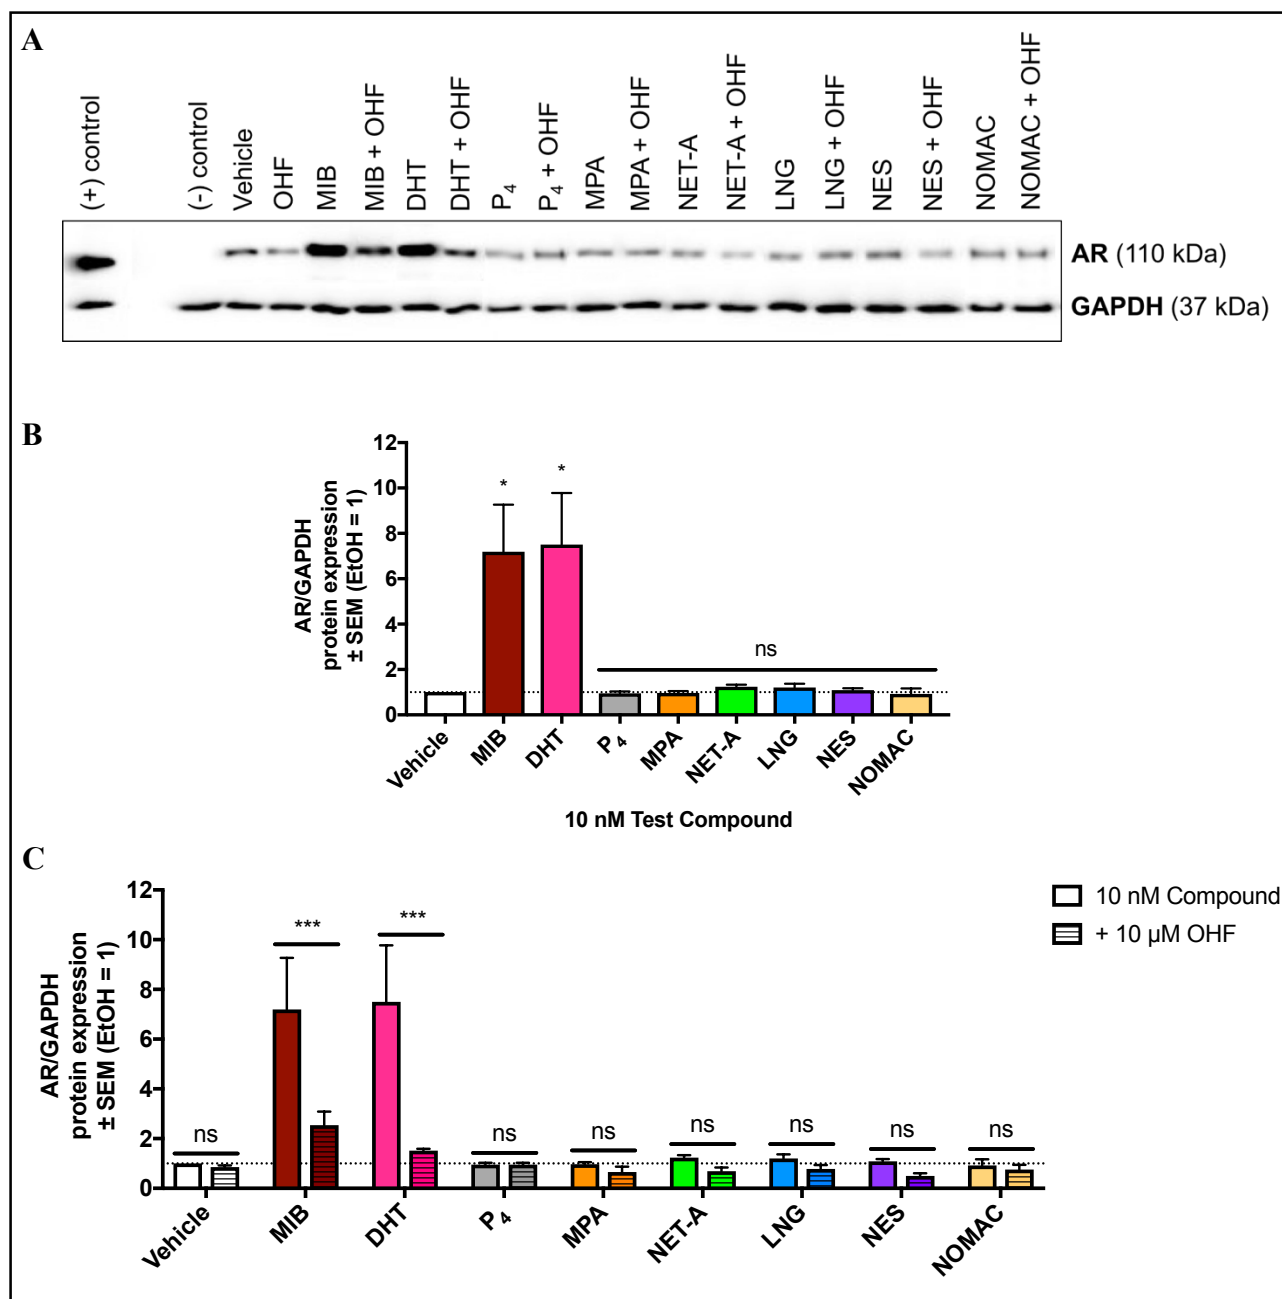 A
(+) control
(-) control
Vehicle
OHF
MIB
MIB + OHF
DHT
DHT + OHF
P4
P4 + OHF
MPA
MPA + OHF
NET-A
NET-A + OHF
LNG
LNG + OHF
NES
NES + OHF
NOMAC
NOMAC + OHF
AR (110 kDa)
GAPDH (37 kDa)
B
AR/GAPDH
protein expression
± SEM (EtOH = 1)
12
10
8
6
4
2
0
*
*
ns
Vehicle
MIB
DHT
P4
MPA
NET-A
LNG
NES
NOMAC
10 nM Test Compound
C
AR/GAPDH
protein expression
± SEM (EtOH = 1)
12
10
8
6
4
2
0
ns
***
***
ns
ns
ns
ns
ns
ns
Vehicle
MIB
DHT
P4
MPA
NET-A
LNG
NES
NOMAC
10 nM Compound
+ 10 µM OHF